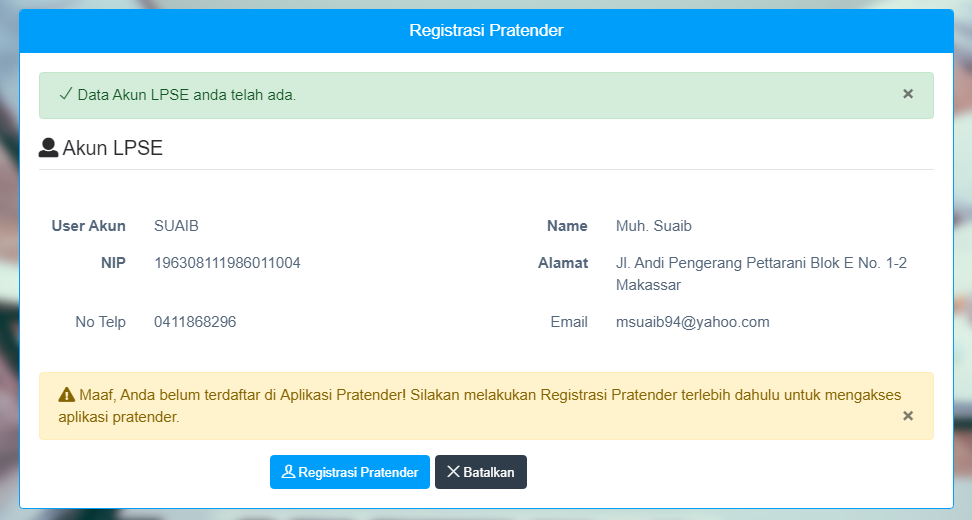 Registrasi Pratender
Data Akun LPSE anda telah ada.
Akun LPSE
User Akun SUAIB
Name Muh. Suaib
NIP 196308111986011004
Alamat Jl. Andi Pengerang Pettarani Blok E No. 1-2
Makassar
No Telp 0411868296
Email msuaib94@yahoo.com
Maaf, Anda belum terdaftar di Aplikasi Pratender! Silakan melakukan Registrasi Pratender terlebih dahulu untuk mengakses
aplikasi pratender.
Registrasi Pratender
Batalkan